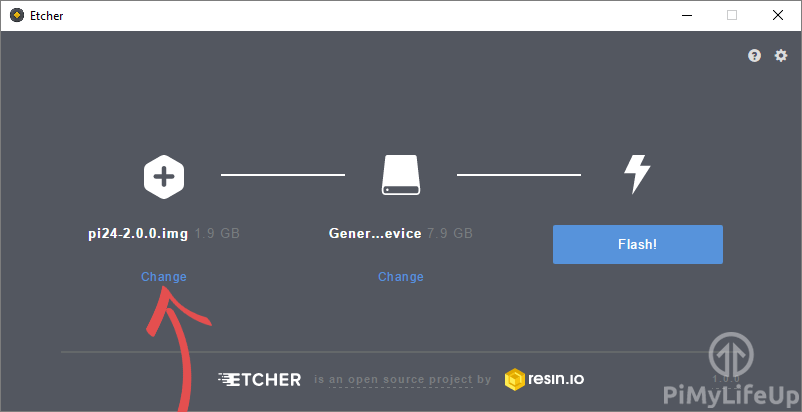 Etcher
pi24-2.0.0.img 1.9 GB
Gener...evice 7.9 GB
Flash!
Change
Change
ETCHER is an open source project by resin.io
1.0.0
PiMyLifeUp